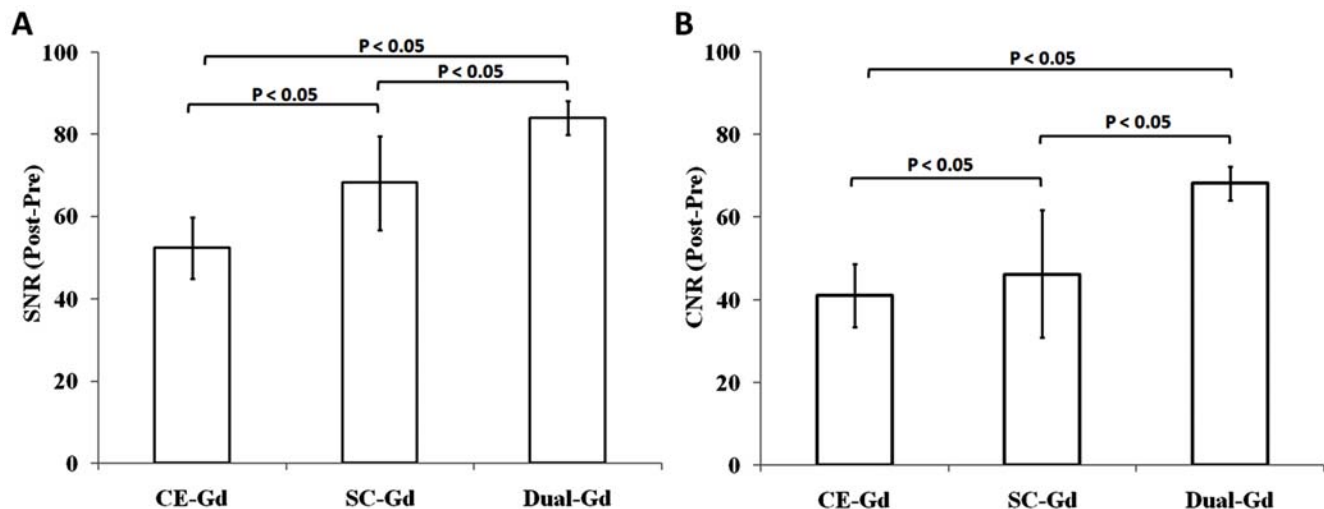 A
SNR (Post-Pre)
100
80
60
40
20
0
P < 0.05
P < 0.05
P < 0.05
CE-Gd SC-Gd Dual-Gd
B
CNR (Post-Pre)
100
80
60
40
20
0
P < 0.05
P < 0.05
P < 0.05
CE-Gd SC-Gd Dual-Gd